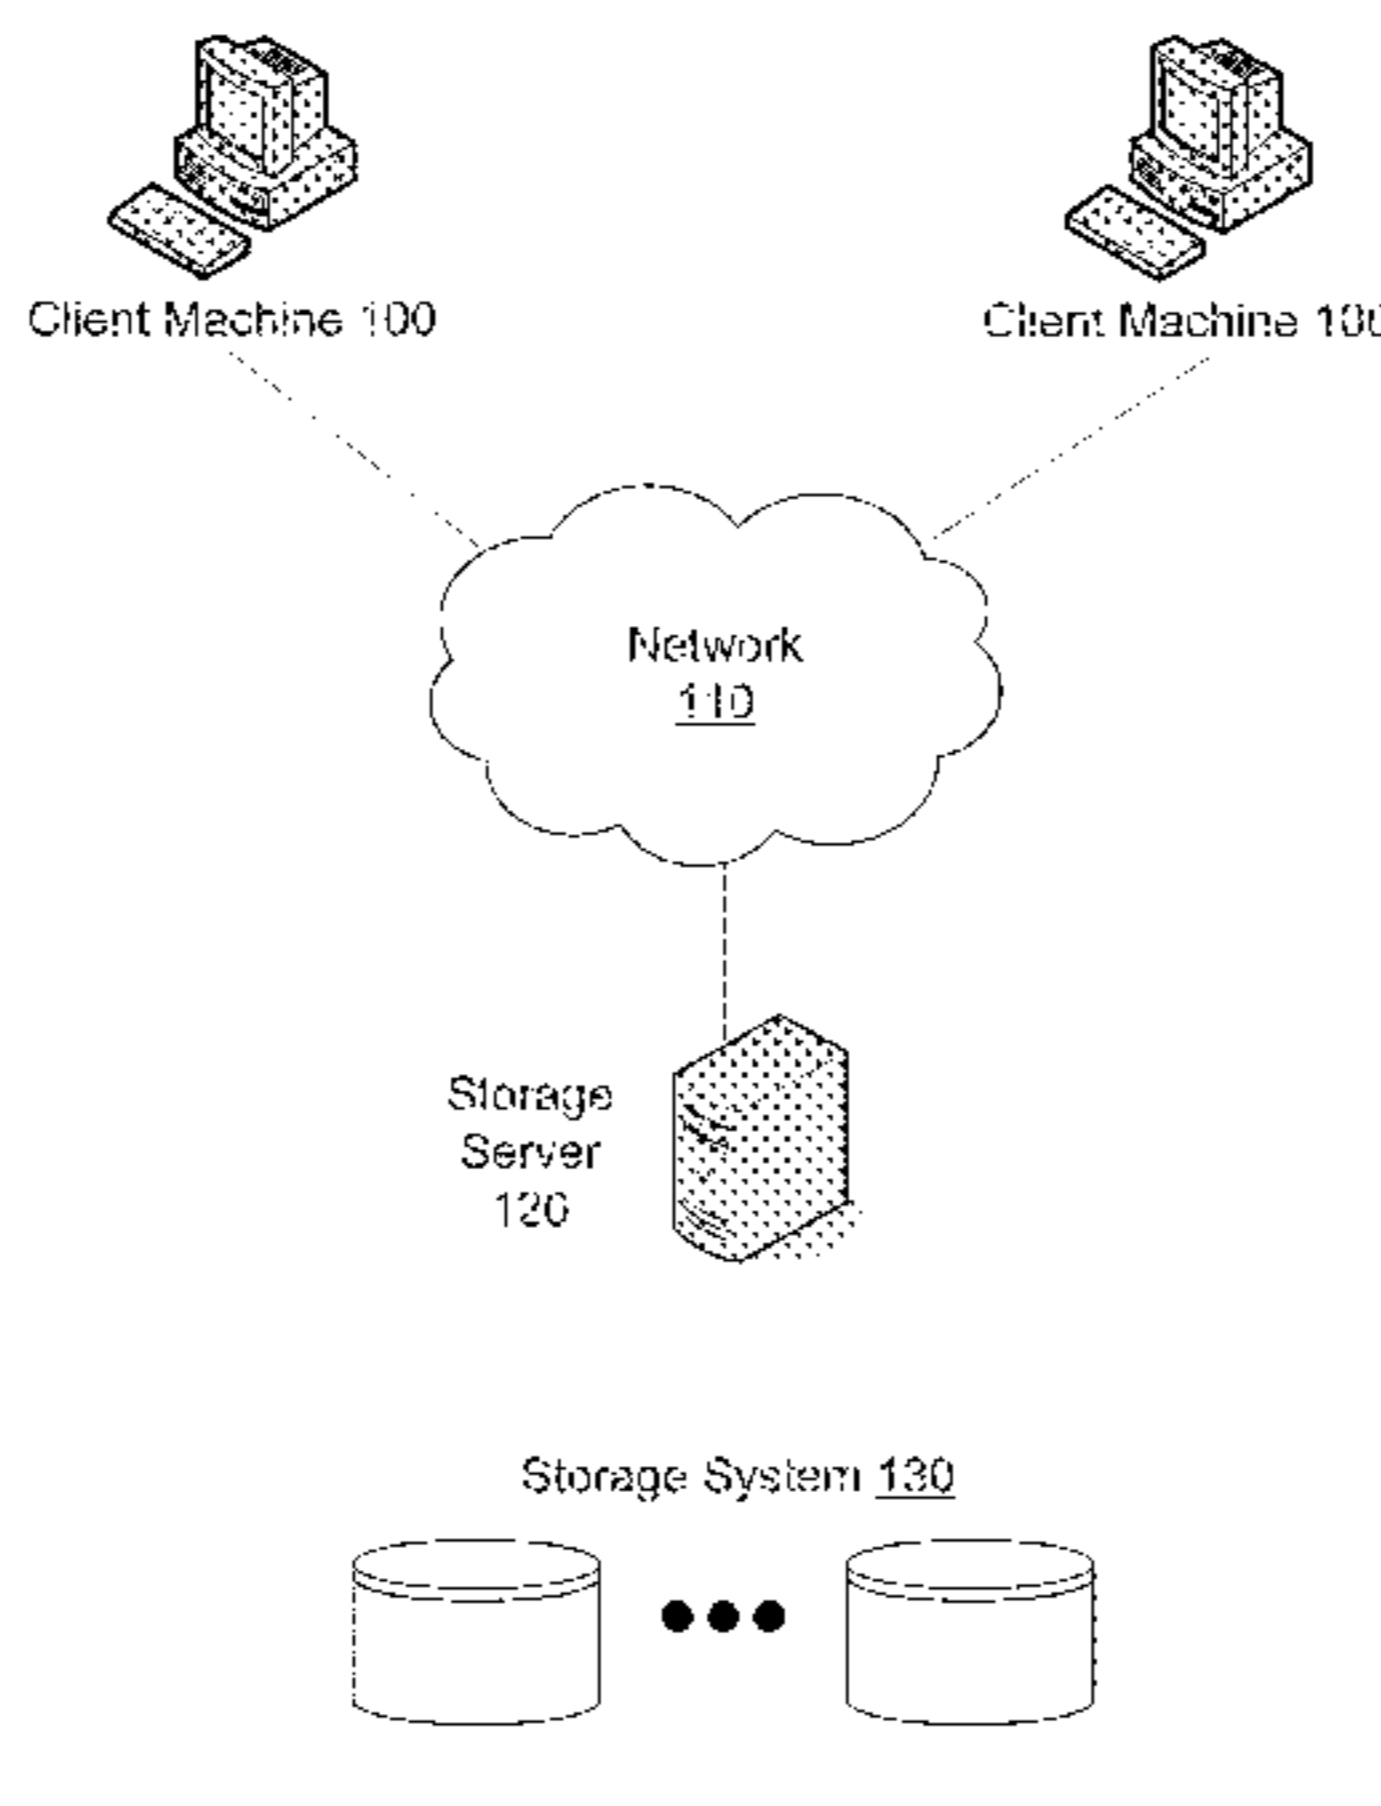 Client Machine 100
Client Machine 100
Network
110
Storage
Server
120
Storage System 130